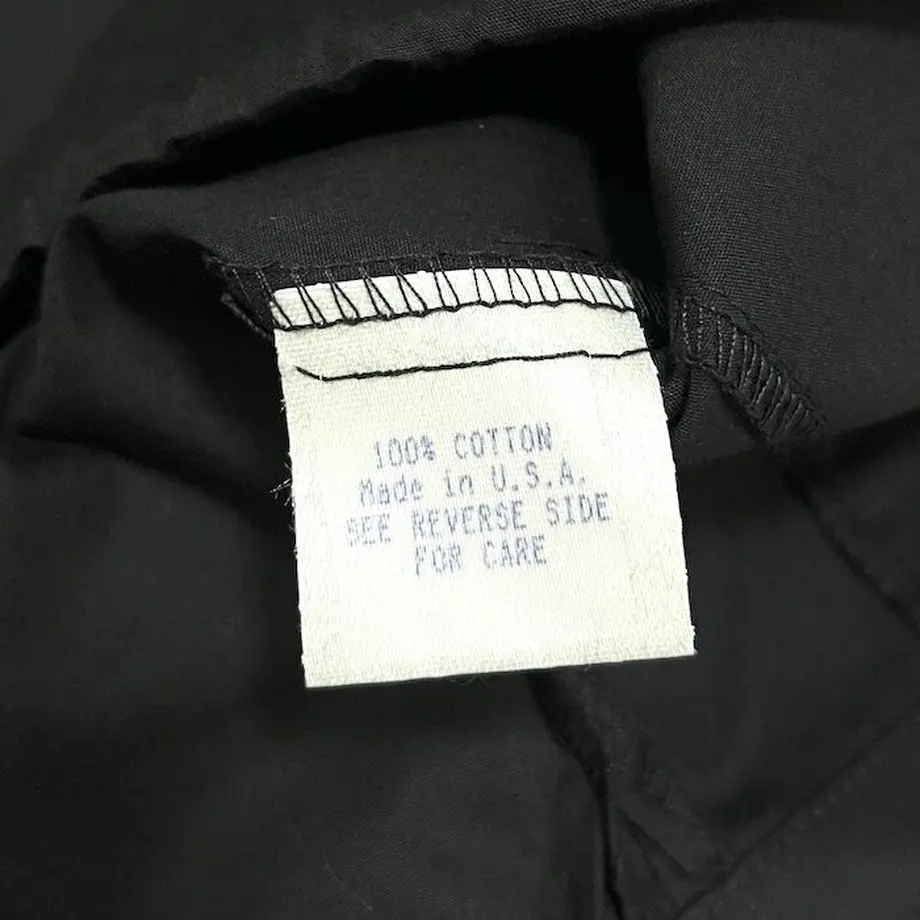 100% COTTON
Made in U.S.A.
SEE REVERSE SIDE
FOR CARE